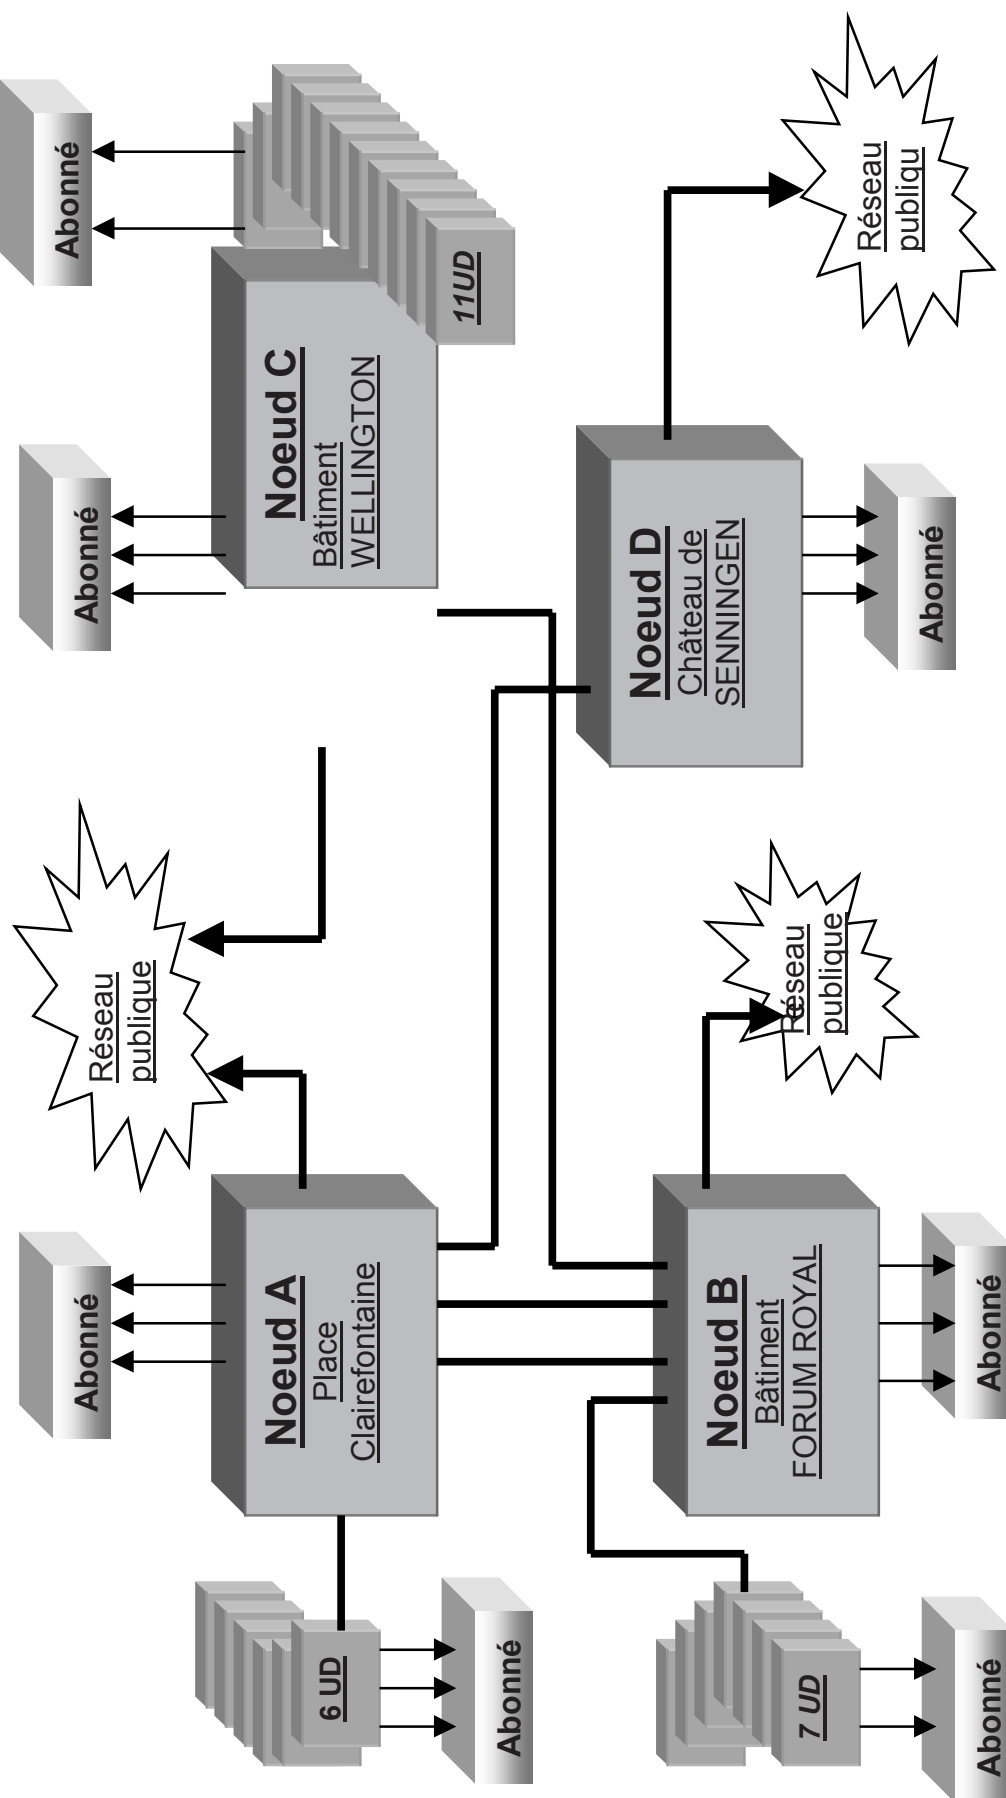 Abonné
Abonné
Abonné
Réseau
publique
Noeud A
Place
Clairefontaine
Noeud C
Bâtiment
WELLINGTON
6 UD
11UD
Abonné
Noeud B
Bâtiment
FORUM ROYAL
Noeud D
Château de
SENNINGEN
Réseau
publique
Réseau
publiqu
7 UD
Abonné
Abonné
Abonné